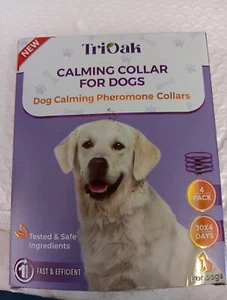 NEW
TriOak
CALMING COLLAR
FOR DOGS
Dog Calming Pheromone Collars
4
PACK
30X4
DAYS
Tested & Safe
Ingredients
FAST & EFFICIENT
For dogs